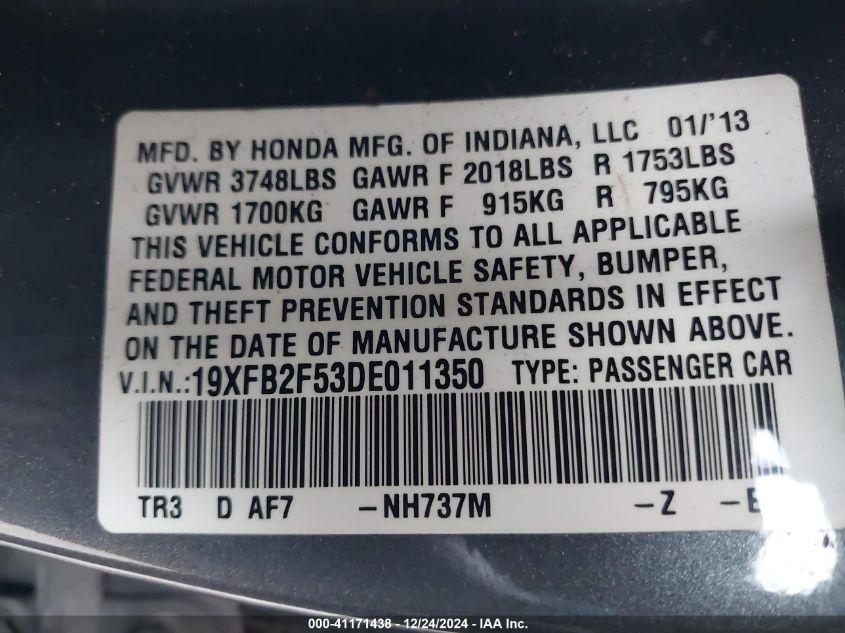 MFD. BY HONDA MFG. OF INDIANA, LLC 01/'13
GVWR 3748LBS GAWR F 2018LBS R 1753LBS
GVWR 1700KG GAWR F 915KG R 795KG
THIS VEHICLE CONFORMS TO ALL APPLICABLE
FEDERAL MOTOR VEHICLE SAFETY, BUMPER,
AND THEFT PREVENTION STANDARDS IN EFFECT
ON THE DATE OF MANUFACTURE SHOWN ABOVE.
V.I.N.:19XFB2F53DE011350 TYPE: PASSENGER CAR
TR3 D AF7 -NH737M -Z -E
000-41171438 - 12/24/2024 - IAA Inc.